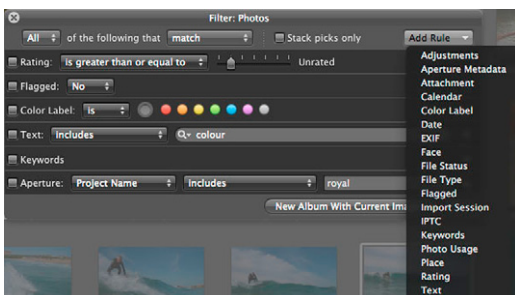 Filter: Photos
All of the following that match Stack picks only Add Rule
Rating: is greater than or equal to Unrated
Flagged: No
Color Label: is
Text: includes colour
Keywords
Aperture: Project Name includes royal
New Album With Current Ima
Adjustments
Aperture Metadata
Attachment
Calendar
Color Label
Date
EXIF
Face
File Status
File Type
Flagged
Import Session
IPTC
Keywords
Photo Usage
Place
Rating
Text